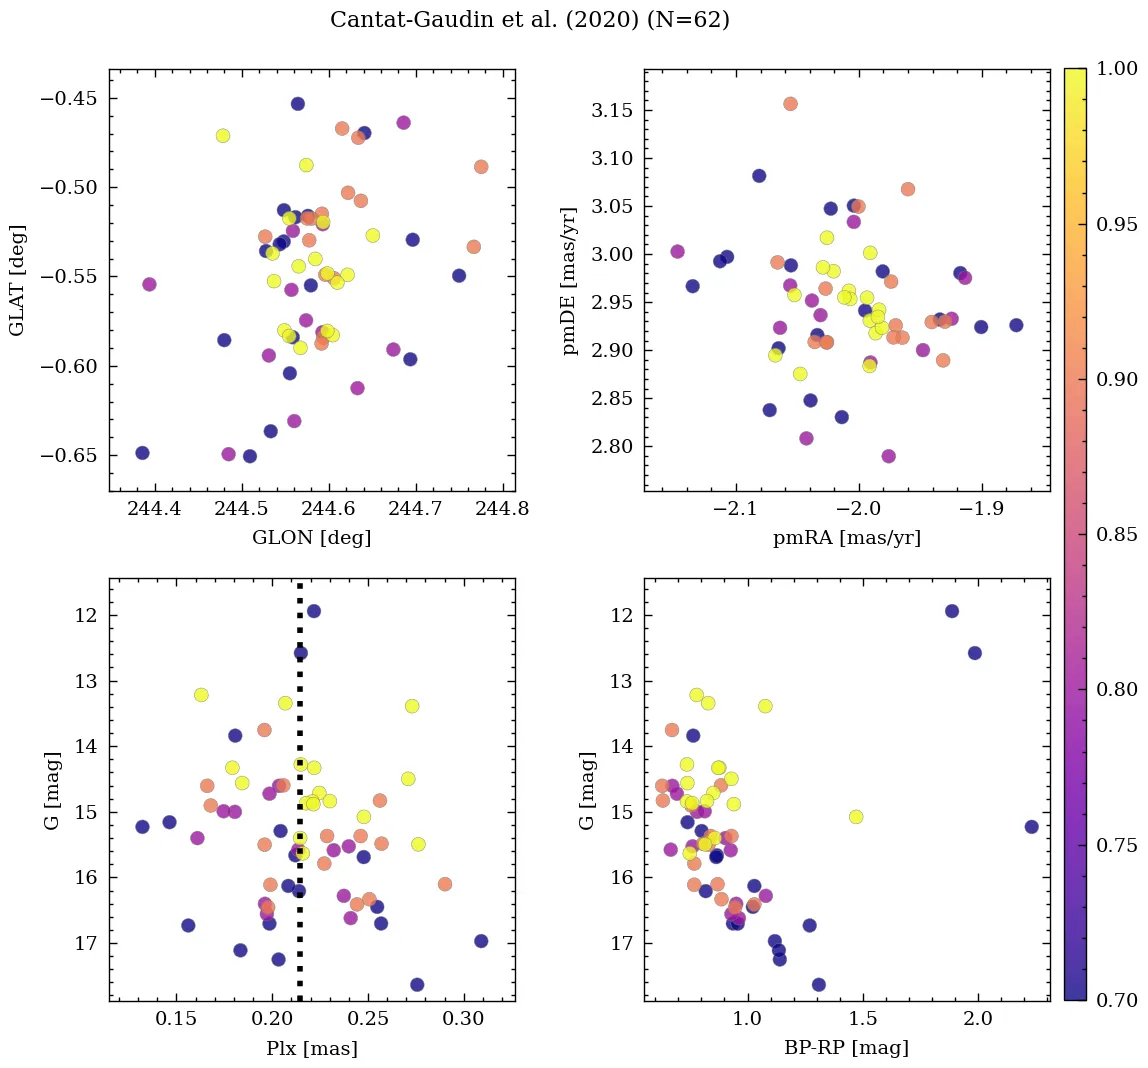 Cantat-Gaudin et al. (2020) (N=62)
−0.45
−0.50
−0.55
−0.60
−0.65
GLAT [deg]
244.4 244.5 244.6 244.7 244.8
GLON [deg]
3.15
3.10
3.05
3.00
2.95
2.90
2.85
2.80
pmDE [mas/yr]
−2.1 −2.0 −1.9
pmRA [mas/yr]
12
13
14
15
16
17
G [mag]
0.15 0.20 0.25 0.30
Plx [mas]
12
13
14
15
16
17
G [mag]
1.0 1.5 2.0
BP-RP [mag]
1.00
0.95
0.90
0.85
0.80
0.75
0.70